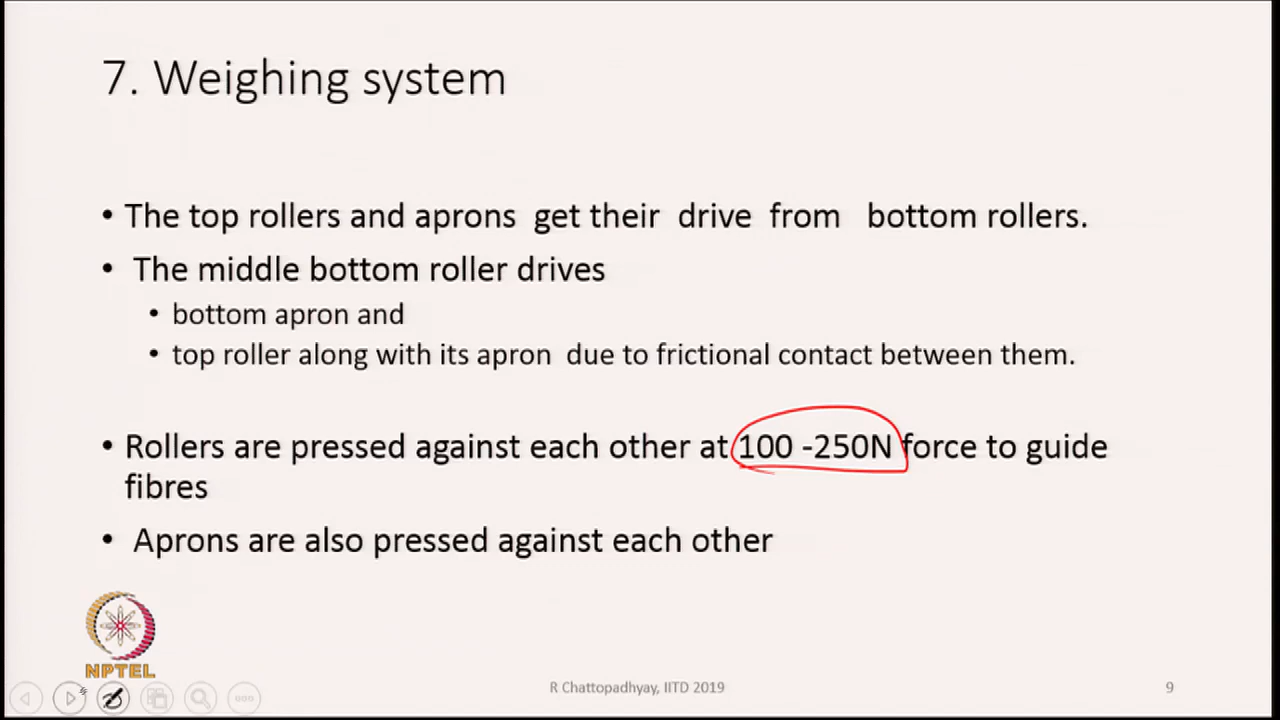 7. Weighing system
• The top rollers and aprons get their drive from bottom rollers.
• The middle bottom roller drives
• bottom apron and
• top roller along with its apron due to frictional contact between them.
• Rollers are pressed against each other at 100 -250N force to guide
fibres
• Aprons are also pressed against each other
NPTEL
R Chattopadhyay, IITD 2019
9